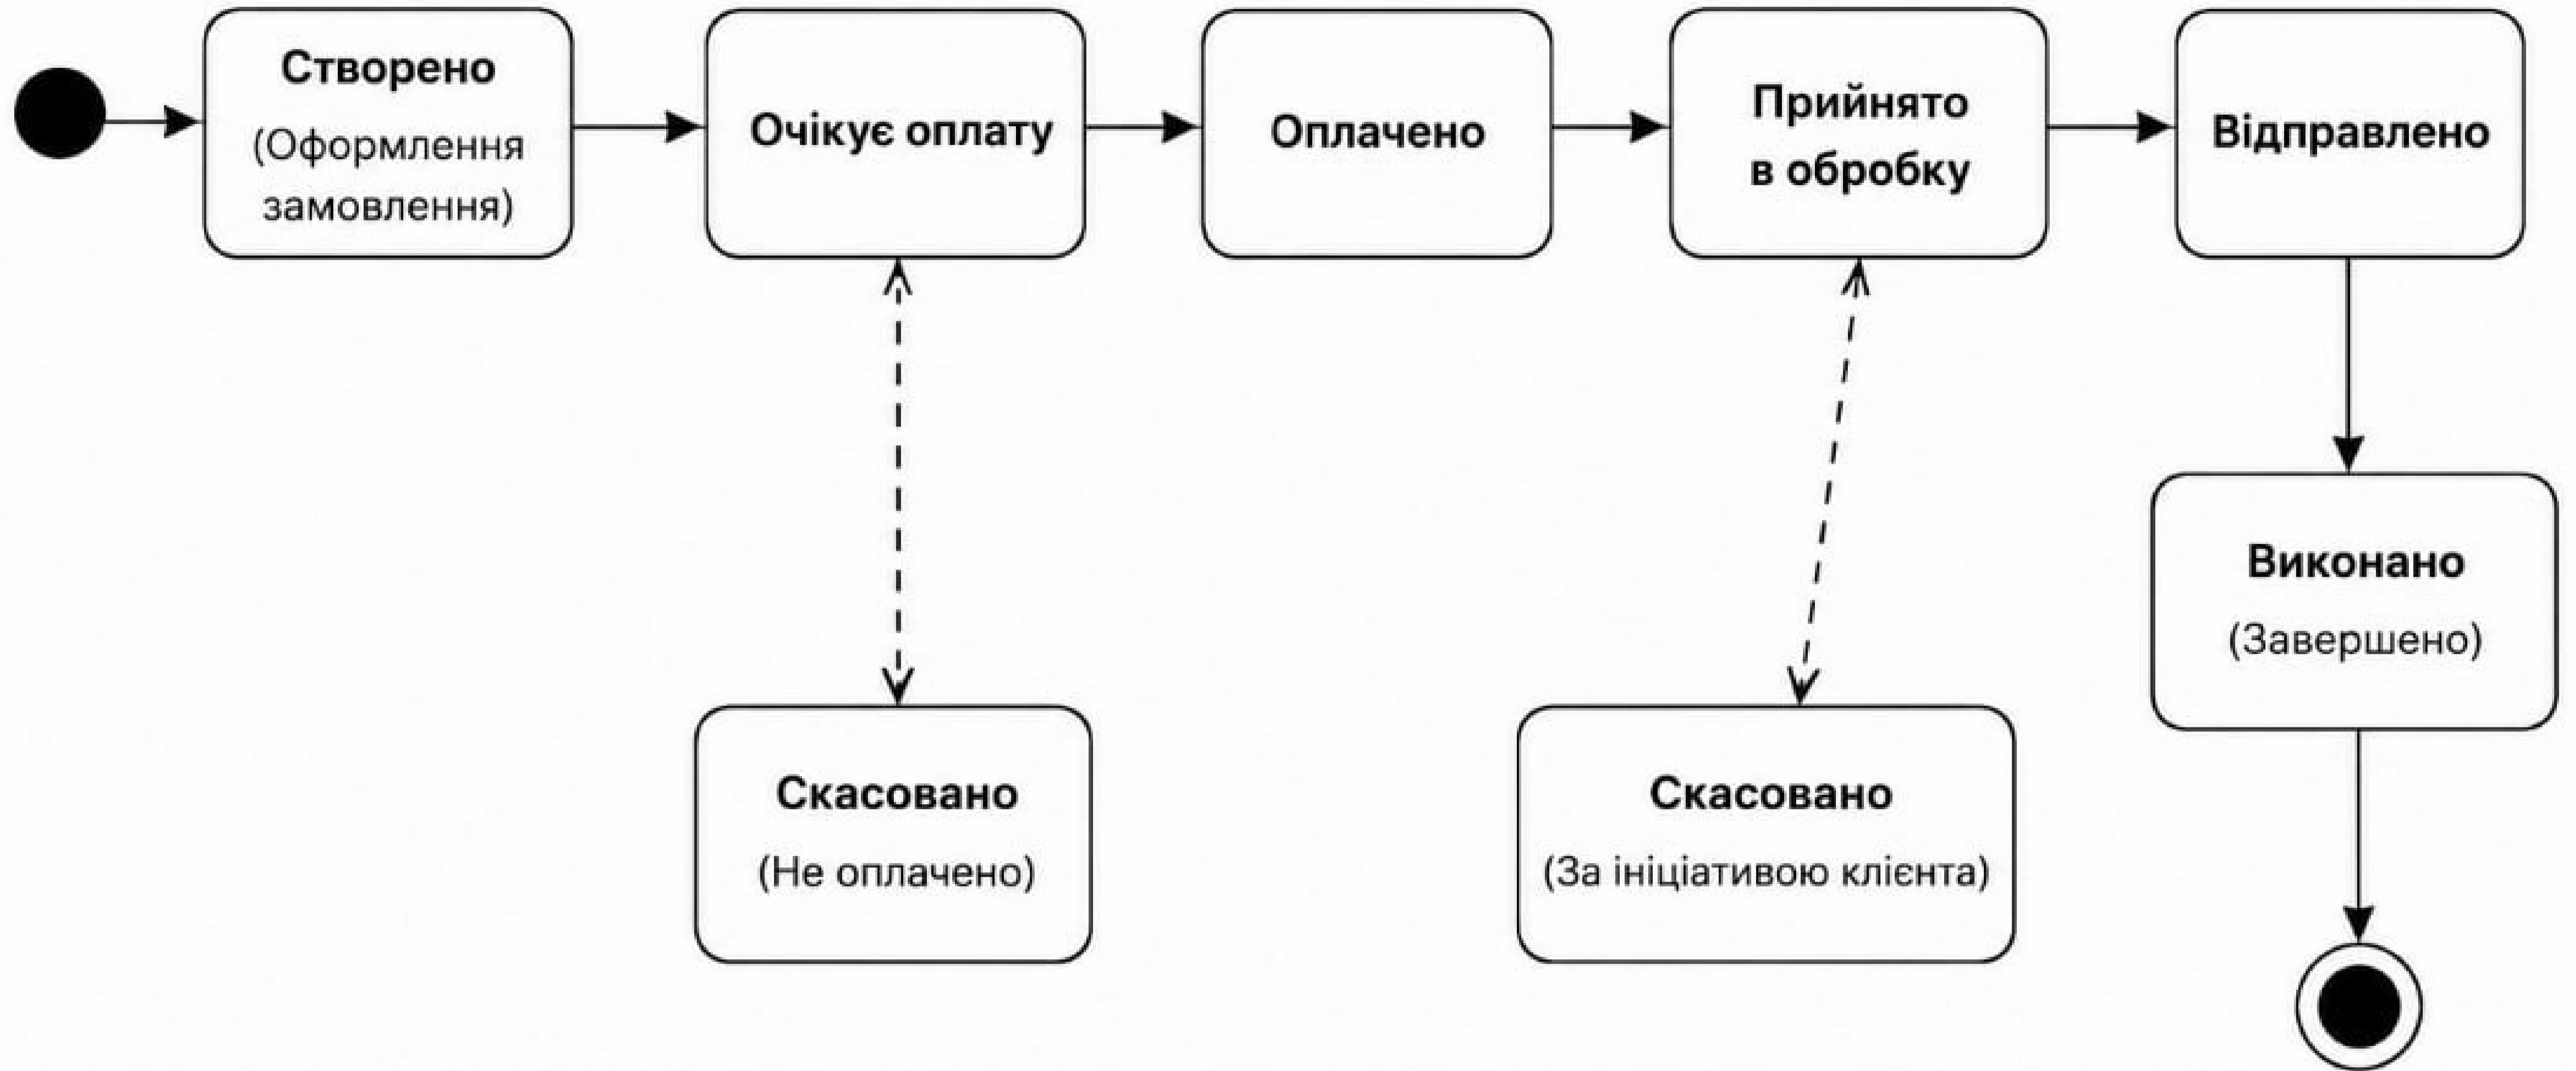 Створено
(Оформлення
замовлення)
Очікує оплату
Оплачено
Прийнято
в обробку
Відправлено
Виконано
(Завершено)
Скасовано
(Не оплачено)
Скасовано
(За ініціативою клієнта)